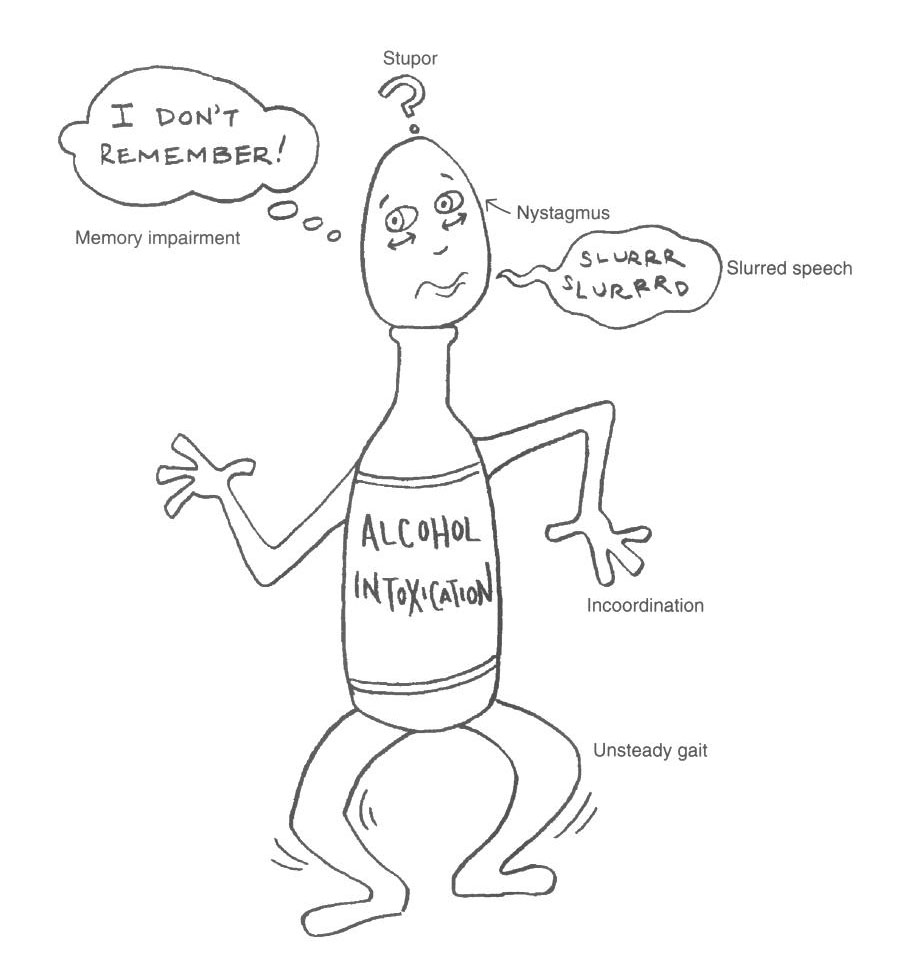 Stupor
I DON'T
REMEMBER!
Memory impairment
Nystagmus
SLURRR
SLURRRD
Slurred speech
ALCOHOL
INTOXICATION
Incoordination
Unsteady gait